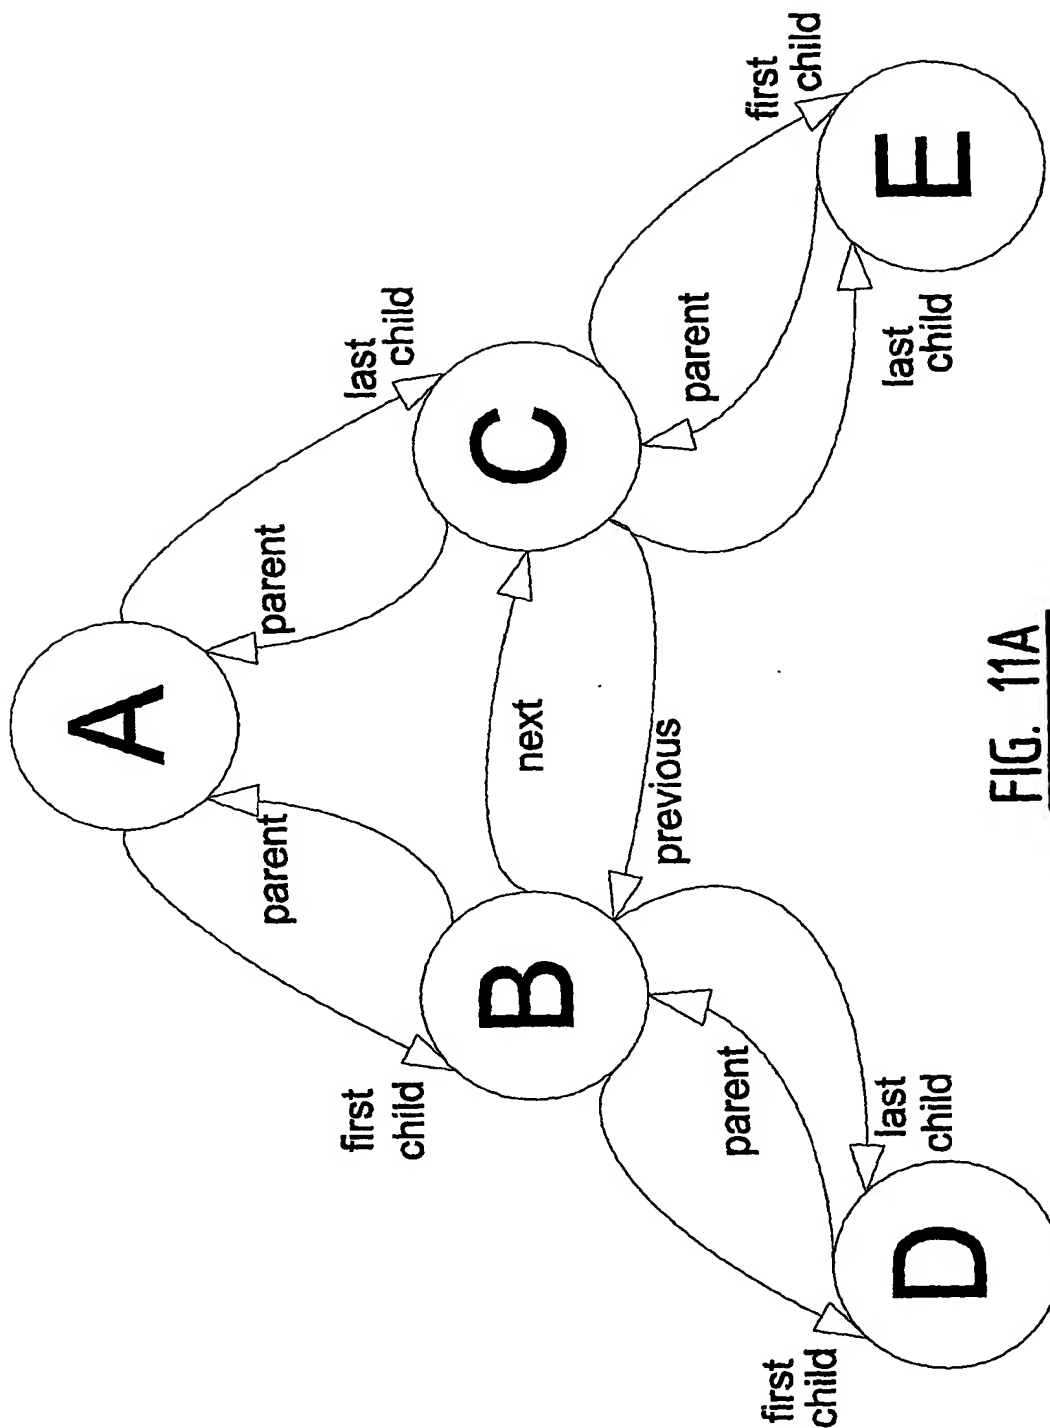 A
first
child
parent
parent
last
child
B
next
C
previous
first
child
parent
last
child
parent
first
child
last
child
D
E
FIG. 11A